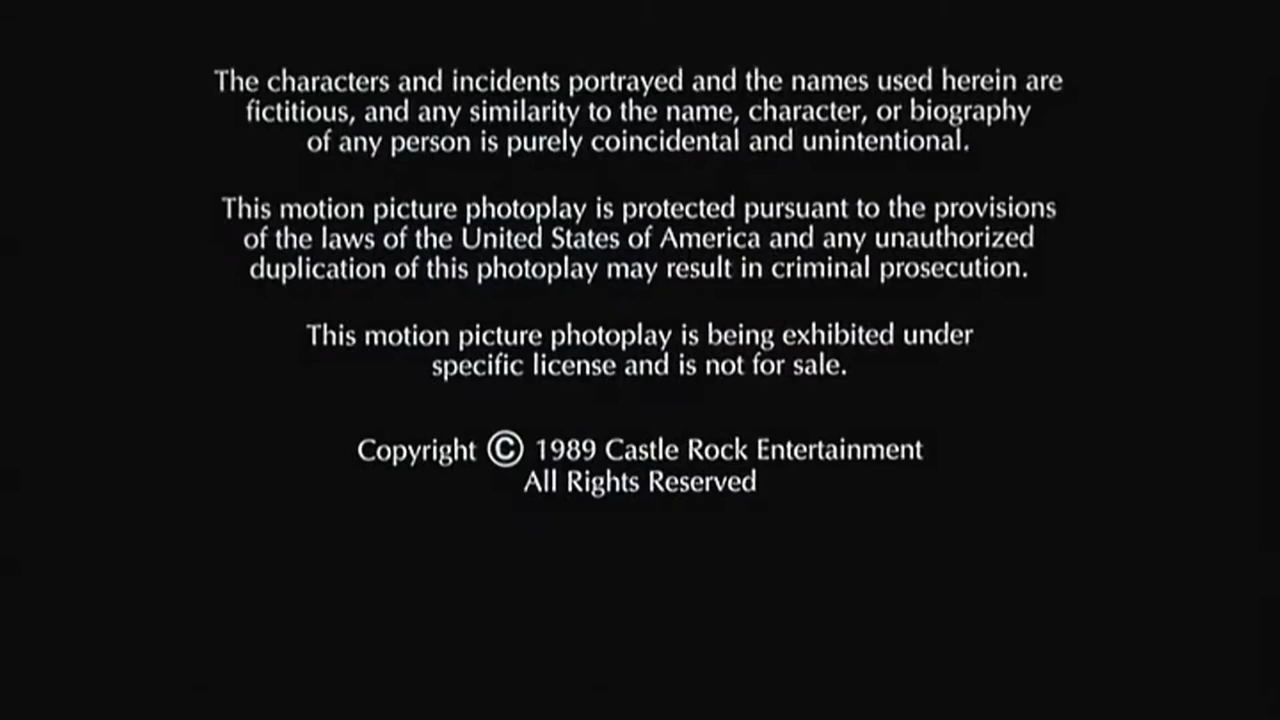 The characters and incidents portrayed and the names used herein are
fictitious, and any similarity to the name, character, or biography
of any person is purely coincidental and unintentional.
This motion picture photoplay is protected pursuant to the provisions
of the laws of the United States of America and any unauthorized
duplication of this photoplay may result in criminal prosecution.
This motion picture photoplay is being exhibited under
specific license and is not for sale.
Copyright © 1989 Castle Rock Entertainment
All Rights Reserved